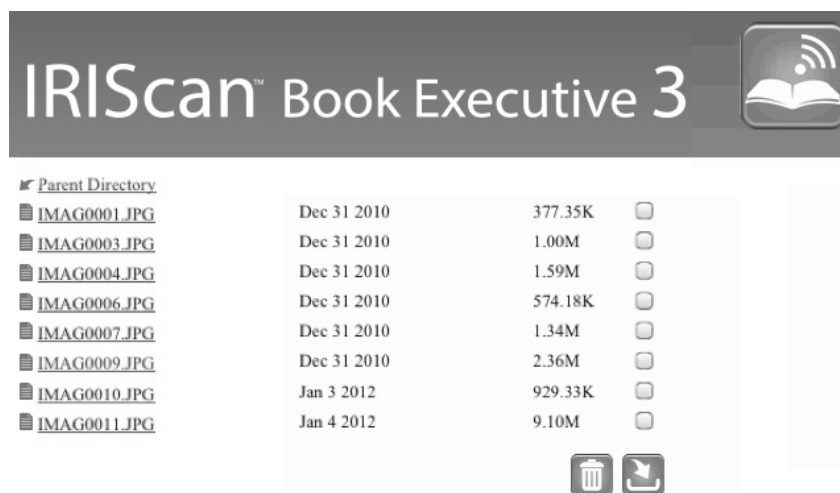 IRIScan™ Book Executive 3
Parent Directory
IMAG0001.JPG Dec 31 2010 377.35K
IMAG0003.JPG Dec 31 2010 1.00M
IMAG0004.JPG Dec 31 2010 1.59M
IMAG0006.JPG Dec 31 2010 574.18K
IMAG0007.JPG Dec 31 2010 1.34M
IMAG0009.JPG Dec 31 2010 2.36M
IMAG0010.JPG Jan 3 2012 929.33K
IMAG0011.JPG Jan 4 2012 9.10M